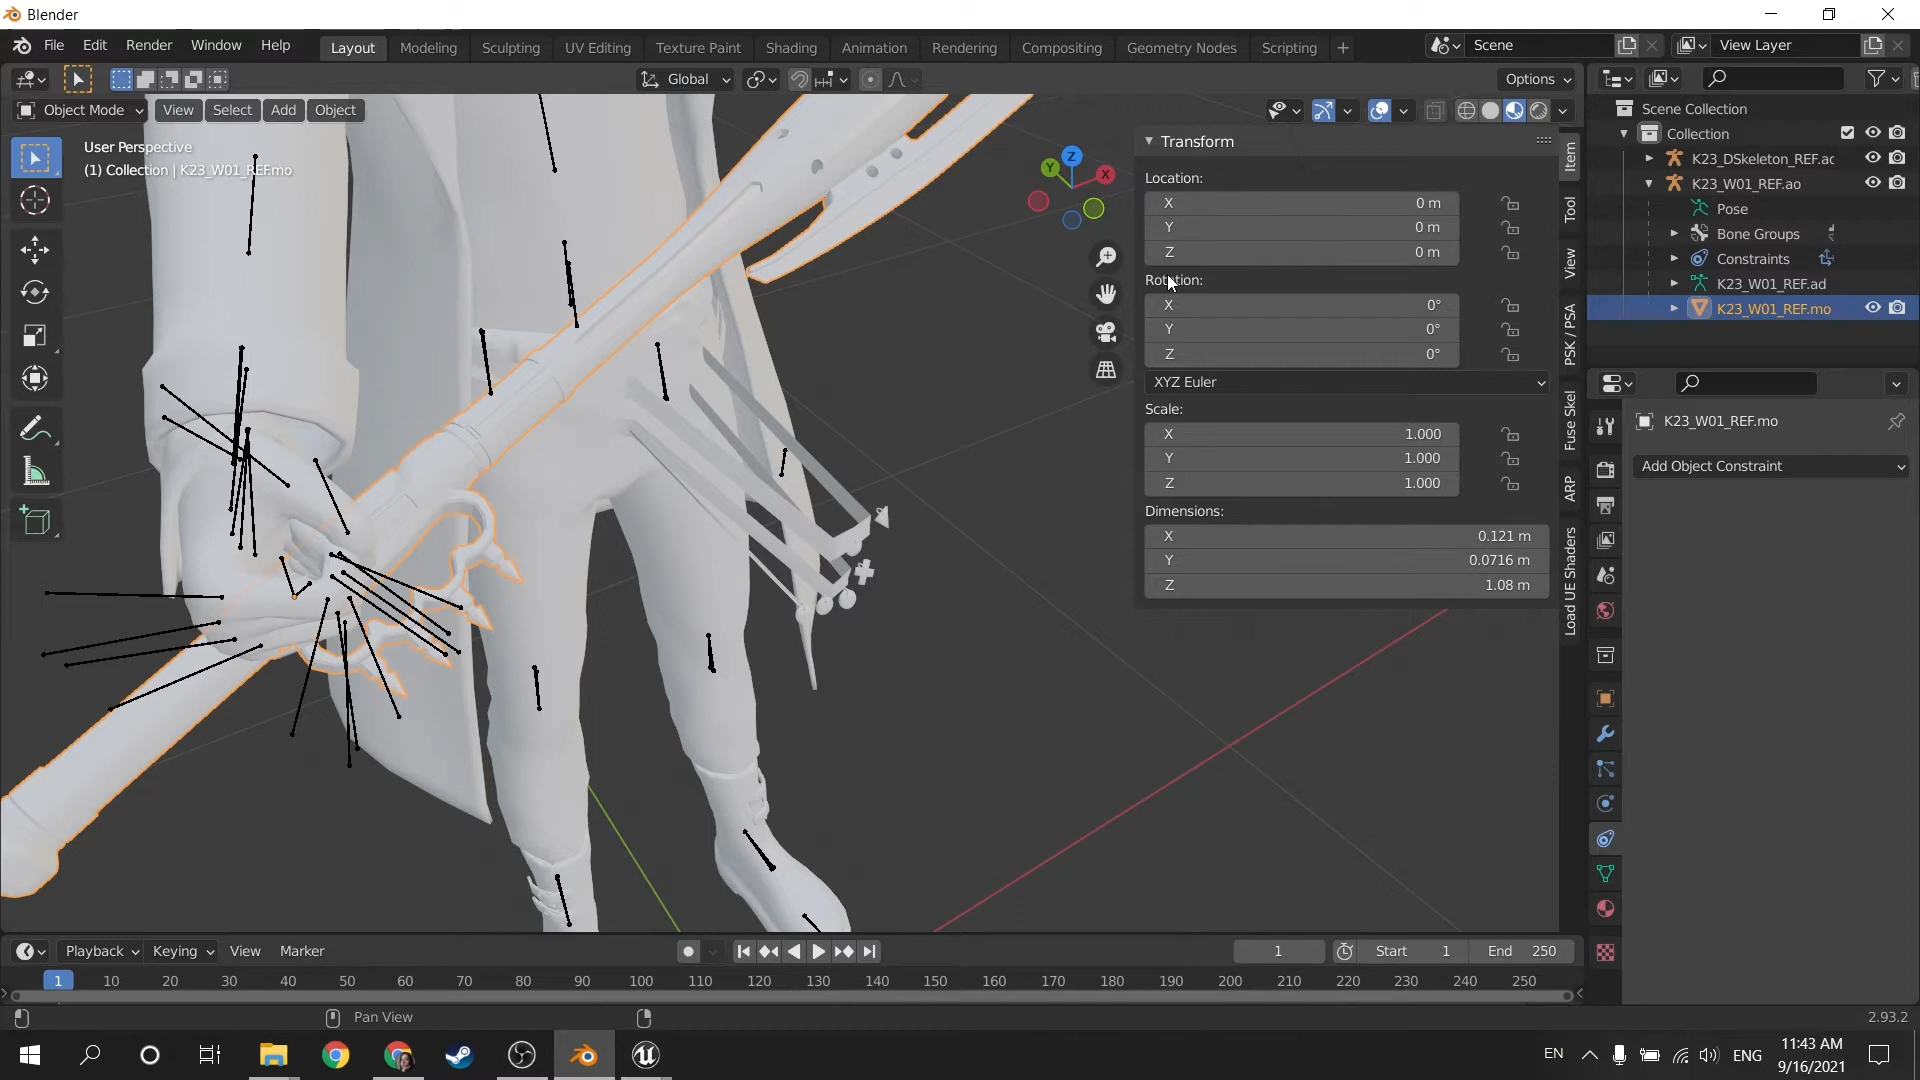 Blender
File Edit Render Window Help Layout Modeling Sculpting UV Editing Texture Paint Shading Animation Rendering Compositing Geometry Nodes Scripting + Scene View Layer
Global Options
Object Mode View Select Add Object
User Perspective
(1) Collection | K23_W01_REF.mo
Z
Y
X
Transform
Location:
X 0 m
Y 0 m
Z 0 m
Rotation:
X 0°
Y 0°
Z 0°
XYZ Euler
Scale:
X 1.000
Y 1.000
Z 1.000
Dimensions:
X 0.121 m
Y 0.0716 m
Z 1.08 m
Item
Tool
View
PSK / PSA
Fuse Skel
ARP
Load UE Shaders
Scene Collection
Collection
K23_DSkeleton_REF.ao
K23_W01_REF.ao
Pose
Bone Groups
Constraints
K23_W01_REF.ad
K23_W01_REF.mo
K23_W01_REF.mo
Add Object Constraint
Playback Keying View Marker 1 Start 1 End 250
1 10 20 30 40 50 60 70 80 90 100 110 120 130 140 150 160 170 180 190 200 210 220 230 240 250
Pan View 2.93.2
EN ENG 11:43 AM
9/16/2021